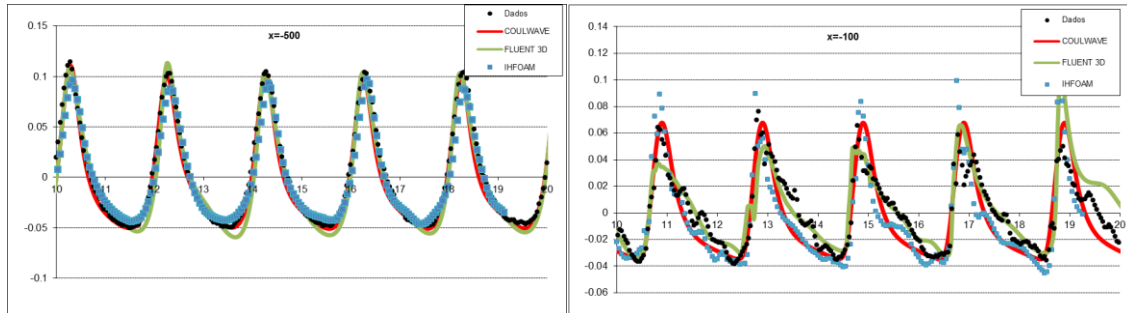 x=-500
Dados
COULWAVE
FLUENT 3D
IHFOAM
0.15
0.1
0.05
0
-0.05
-0.1
10 11 12 13 14 15 16 17 18 19 20
x=-100
Dados
COULWAVE
FLUENT 3D
IHFOAM
0.14
0.12
0.1
0.08
0.06
0.04
0.02
0
-0.02
-0.04
-0.06
10 11 12 13 14 15 16 17 18 19 20